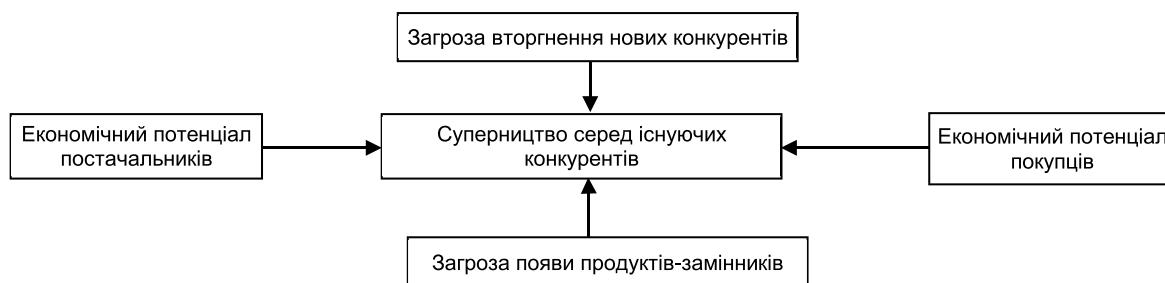 Загроза вторгнення нових конкурентів
Економічний потенціал
постачальників
Суперництво серед існуючих
конкурентів
Економічний потенціал
покупців
Загроза появи продуктів-замінників